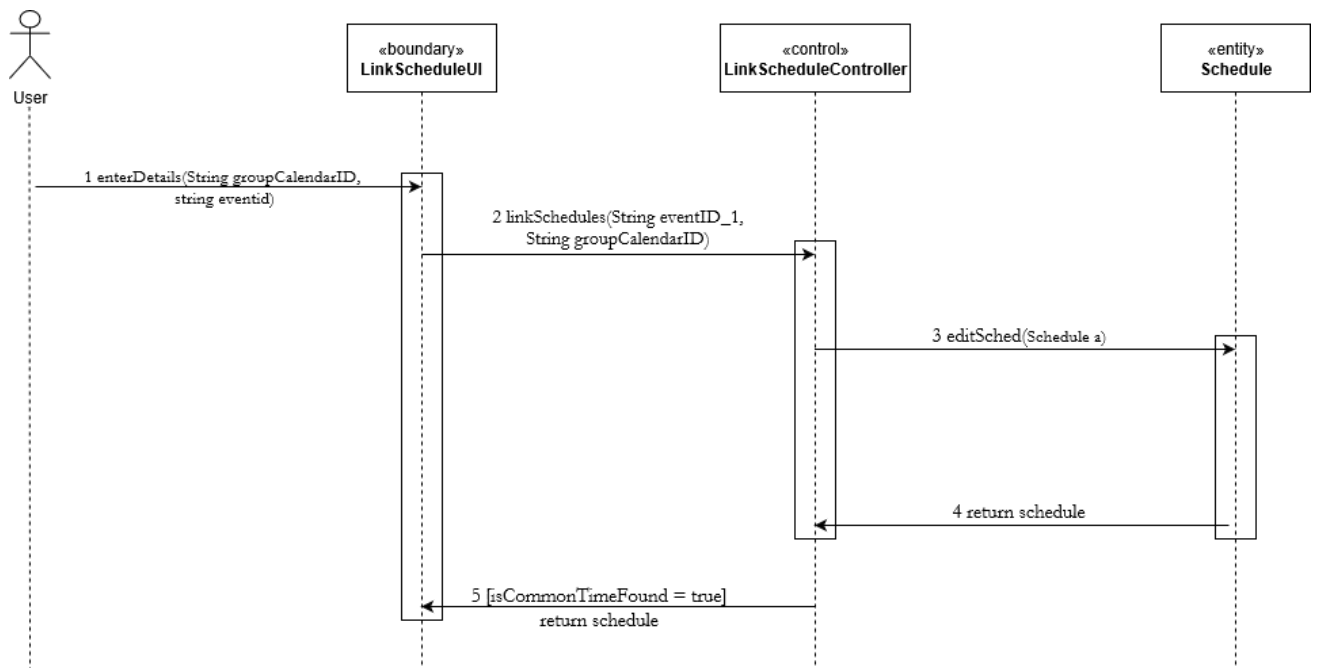 «boundary»
LinkScheduleUI
«control»
LinkScheduleController
«entity»
Schedule
User
1 enterDetails(String groupCalendarID,
string eventid)
2 linkSchedules(String eventID_1,
String groupCalendarID)
3 editSched(Schedule a)
4 return schedule
5 [isCommonTimeFound = true]
return schedule